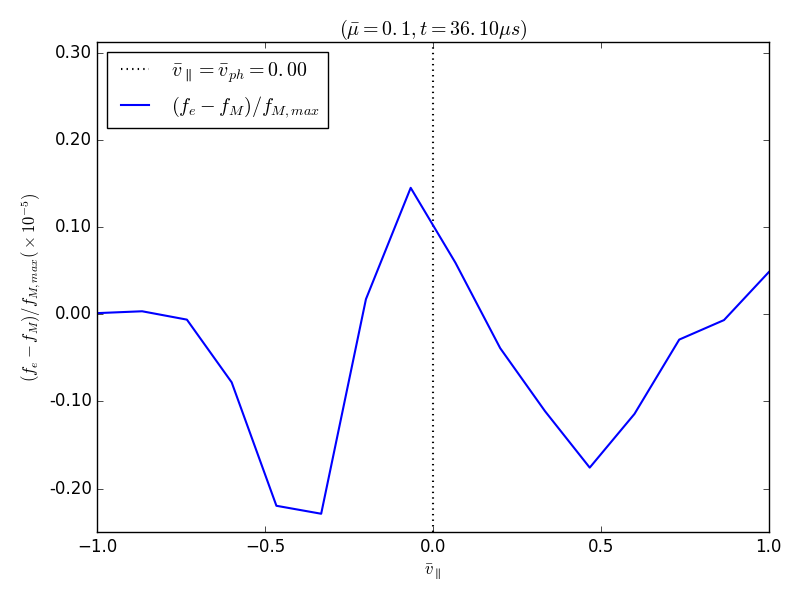 (μ̄ = 0.1, t = 36.10μs)
v̄∥ = v̄ph = 0.00
(fe − fM)/fM,max
0.30
0.20
0.10
0.00
-0.10
-0.20
(fe − fM)/fM,max(×10⁻⁵)
−1.0 −0.5 0.0 0.5 1.0
v̄∥